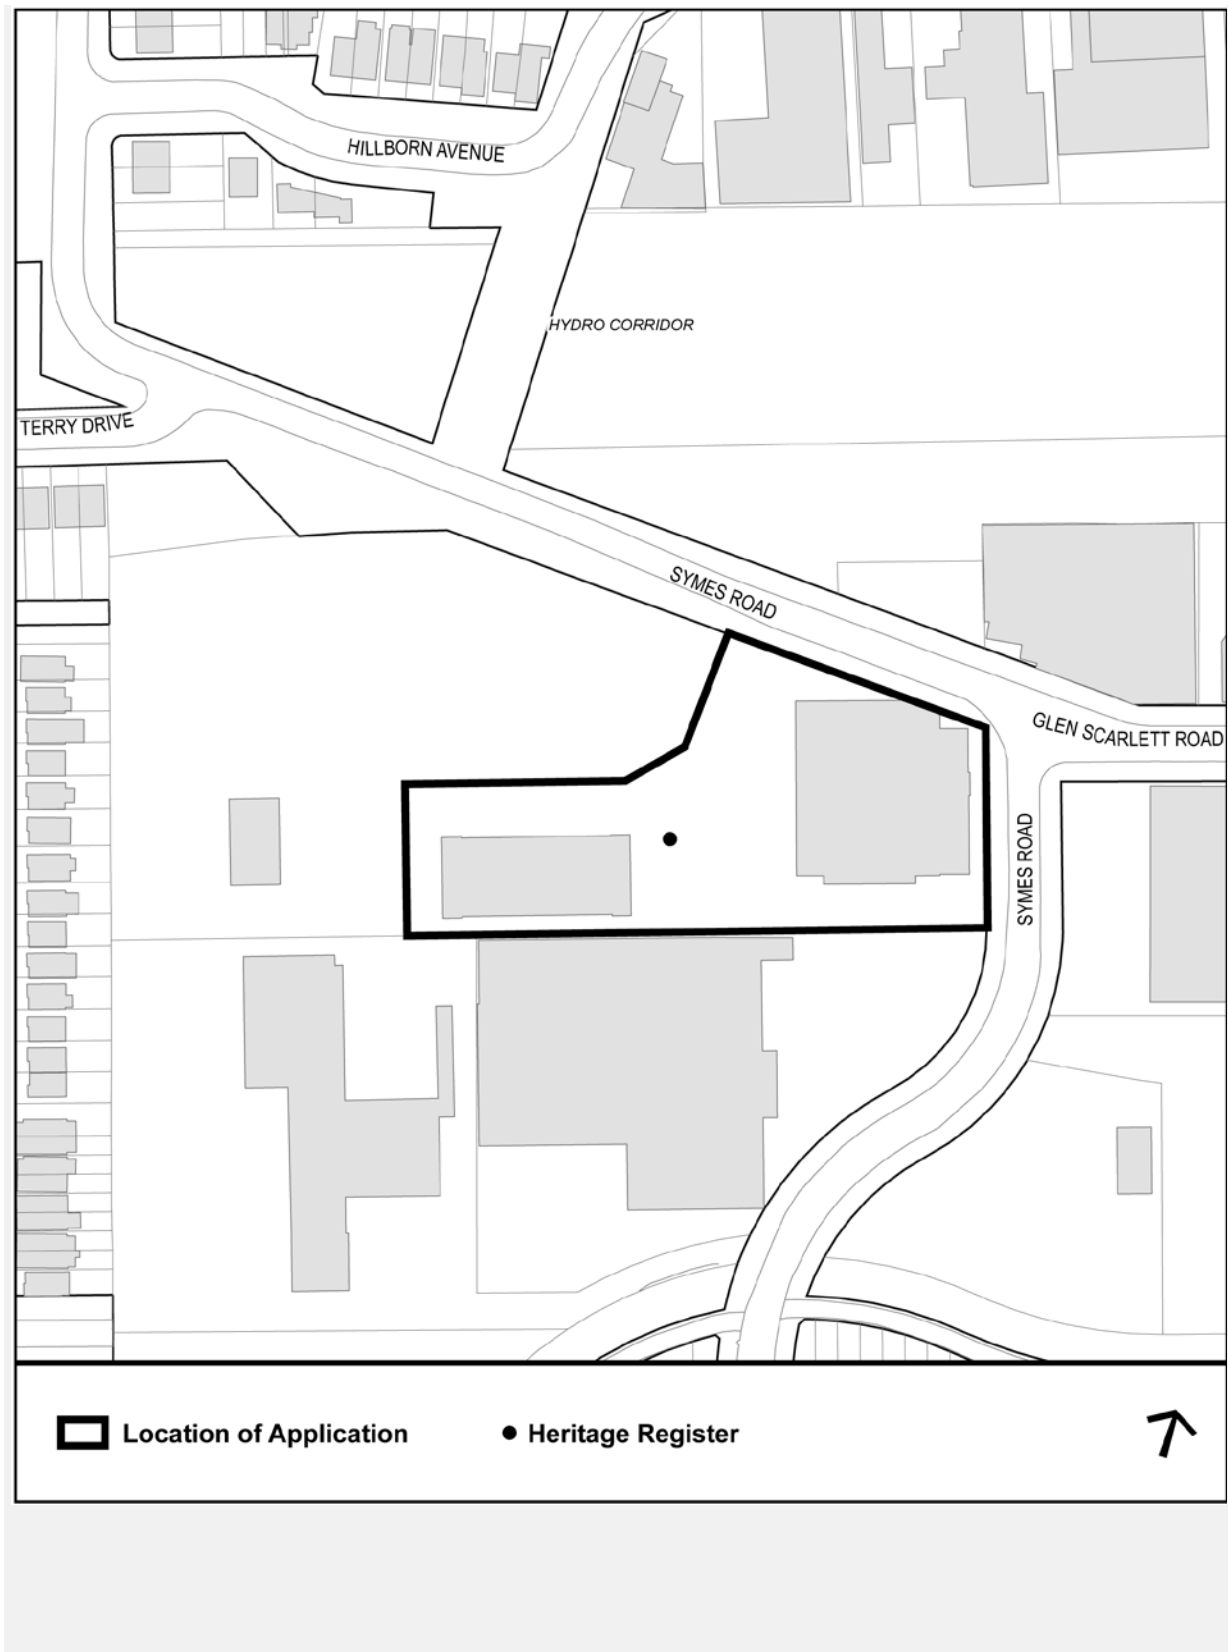 HILLBORN AVENUE
HYDRO CORRIDOR
TERRY DRIVE
SYMES ROAD
GLEN SCARLETT ROAD
SYMES ROAD
Location of Application
Heritage Register